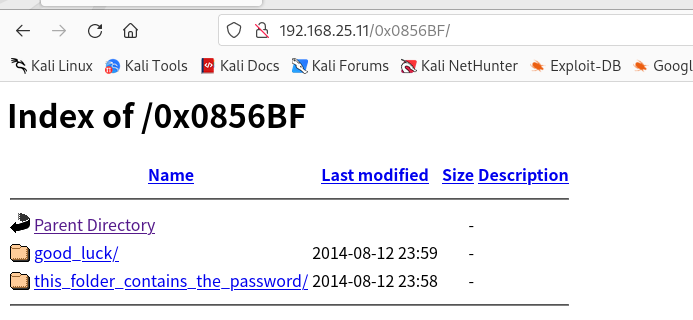 192.168.25.11/0x0856BF/
Kali Linux Kali Tools Kali Docs Kali Forums Kali NetHunter Exploit-DB Googl
Index of /0x0856BF
Name Last modified Size Description
Parent Directory -
good_luck/ 2014-08-12 23:59 -
this_folder_contains_the_password/ 2014-08-12 23:58 -